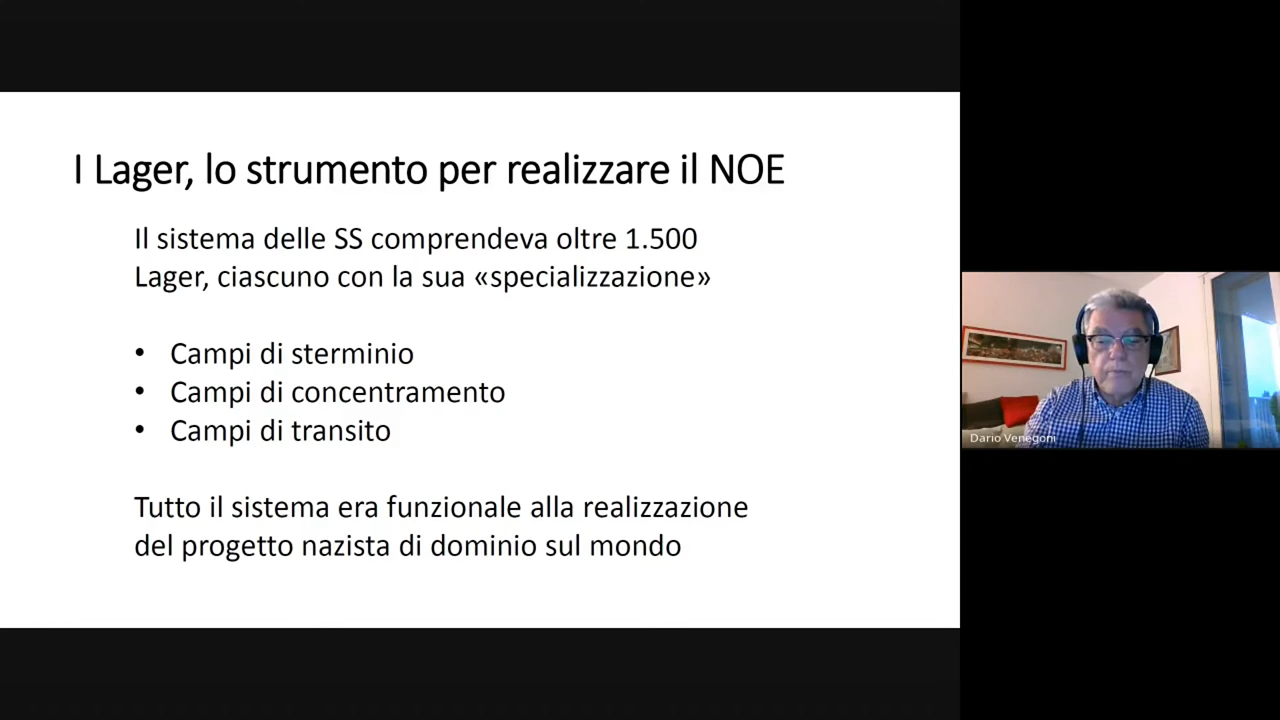 I Lager, lo strumento per realizzare il NOE
Il sistema delle SS comprendeva oltre 1.500
Lager, ciascuno con la sua «specializzazione»
• Campi di sterminio
• Campi di concentramento
• Campi di transito
Tutto il sistema era funzionale alla realizzazione
del progetto nazista di dominio sul mondo
Dario Venegoni